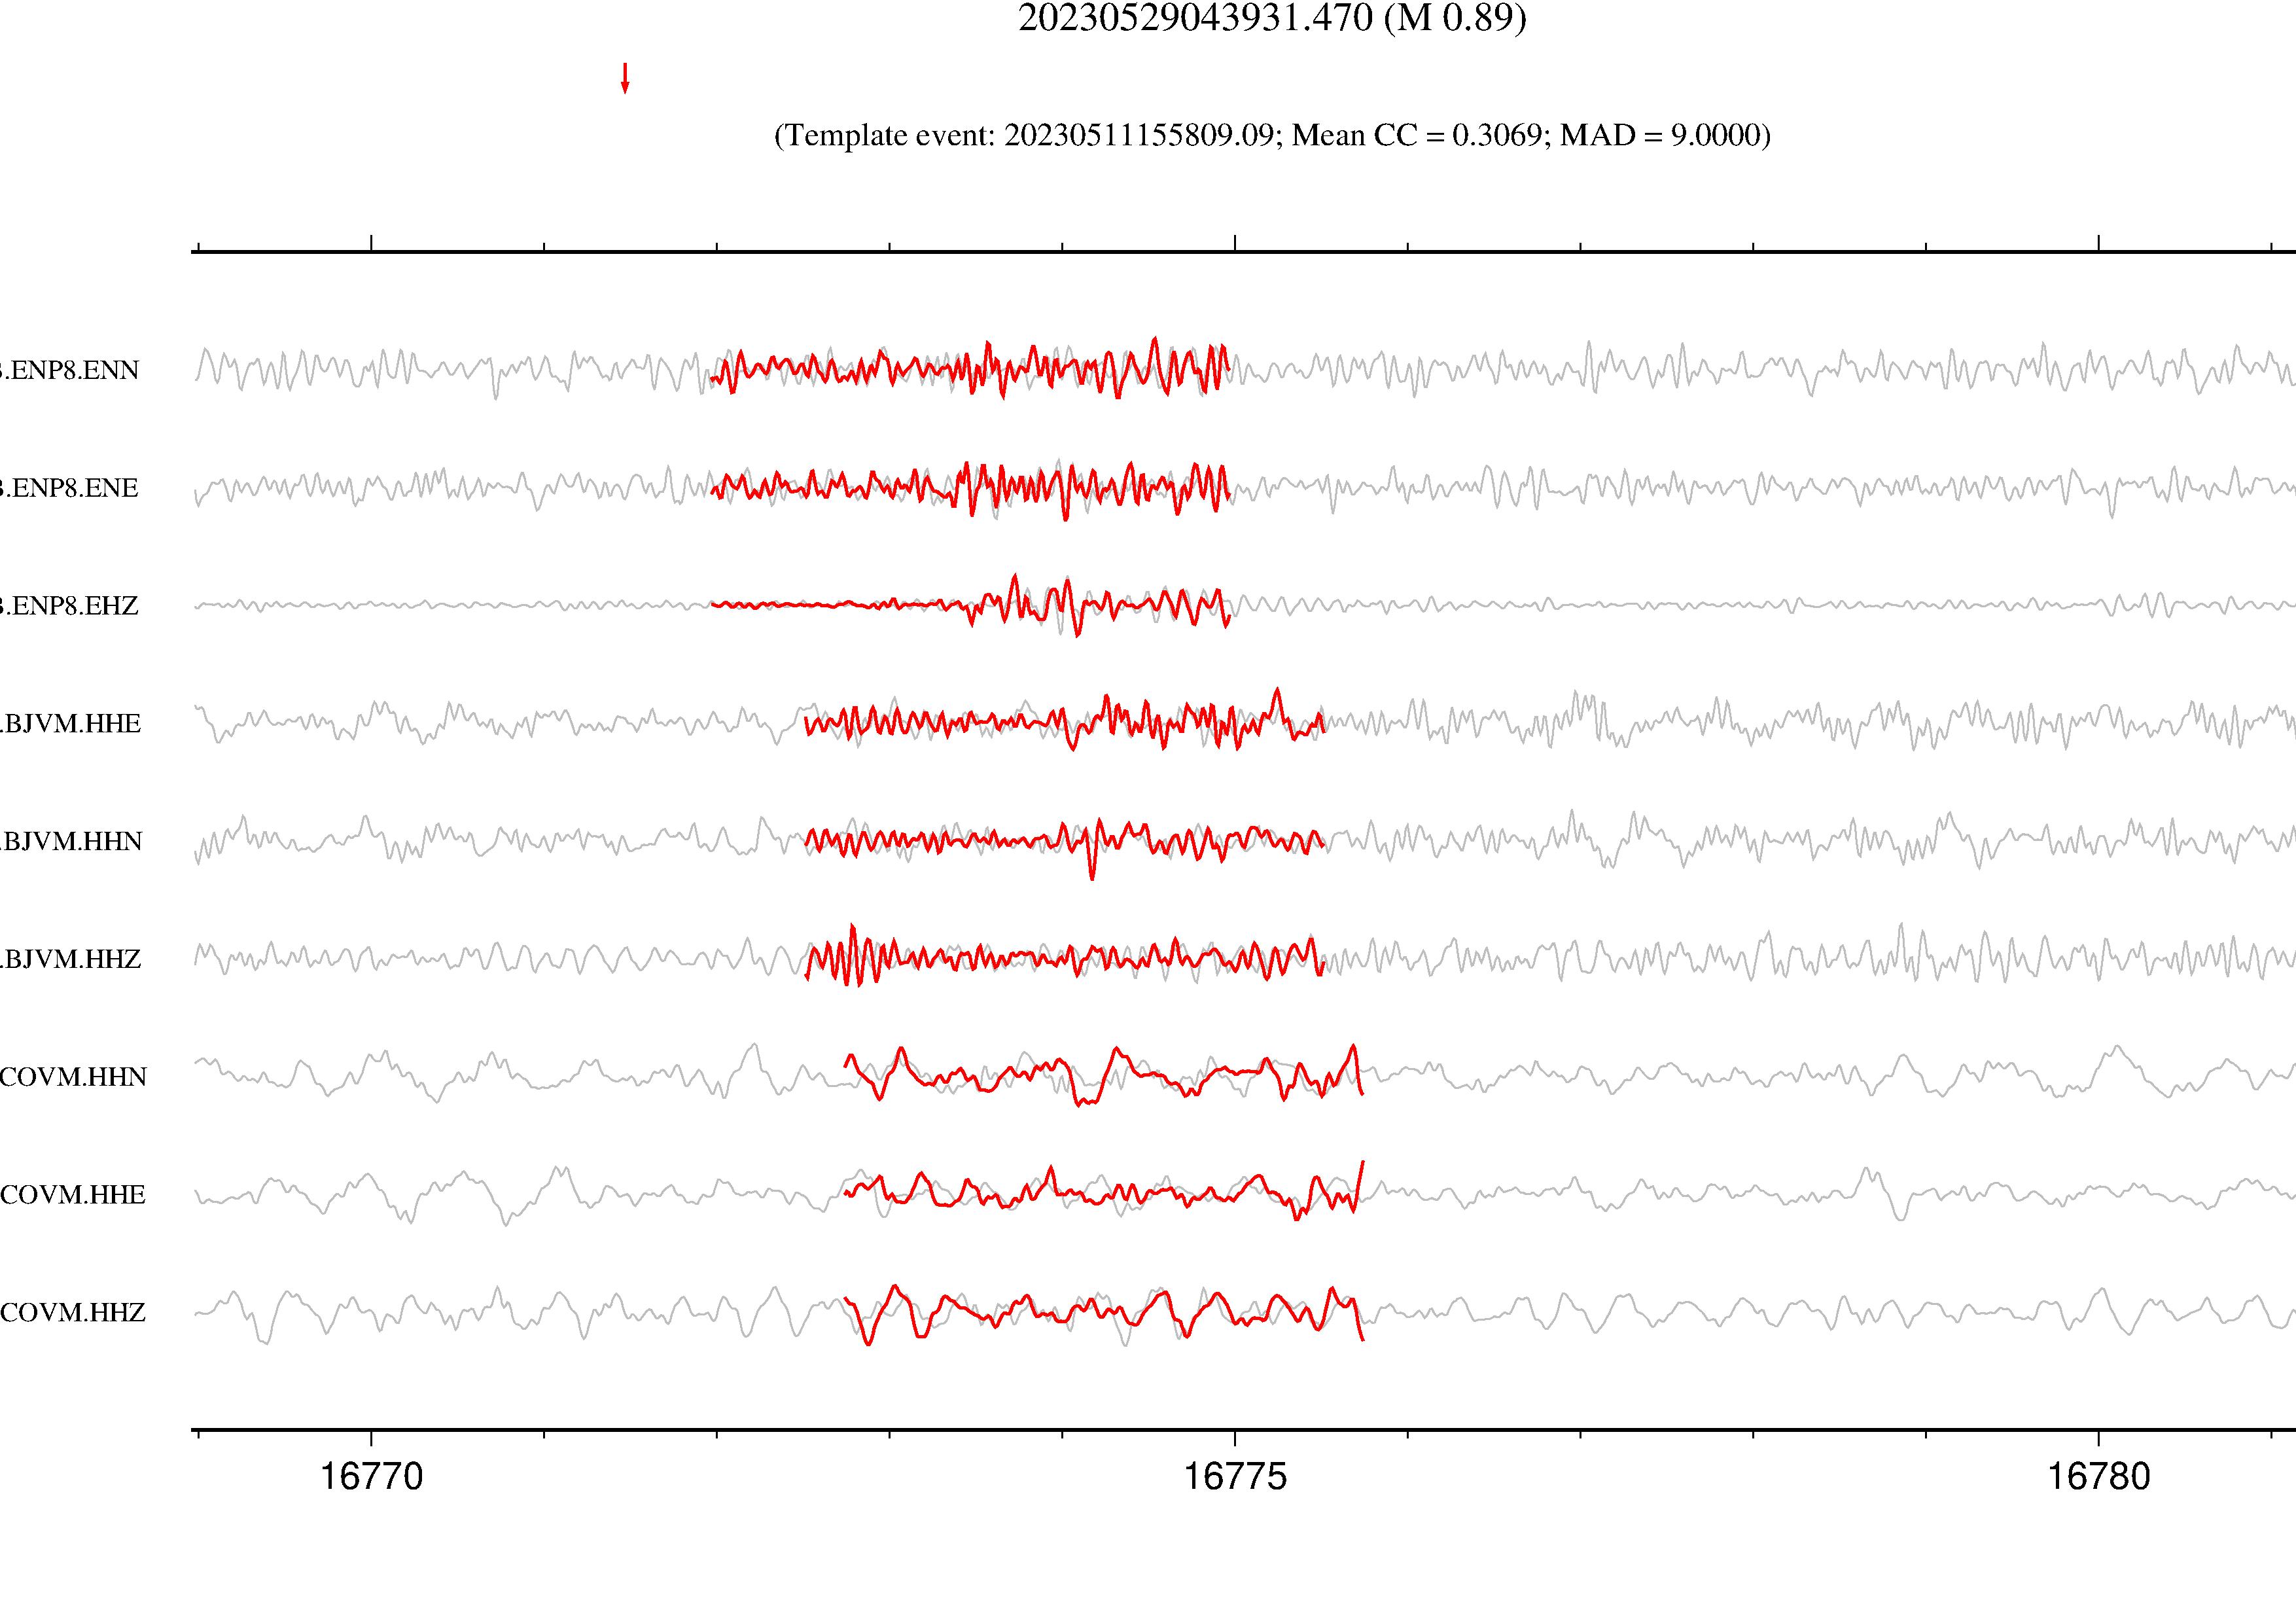 20230529043931.470 (M 0.89)
(Template event: 20230511155809.09; Mean CC = 0.3069; MAD = 9.0000)
.ENP8.ENN
.ENP8.ENE
.ENP8.EHZ
.BJVM.HHE
.BJVM.HHN
.BJVM.HHZ
COVM.HHN
COVM.HHE
COVM.HHZ
16770 16775 16780